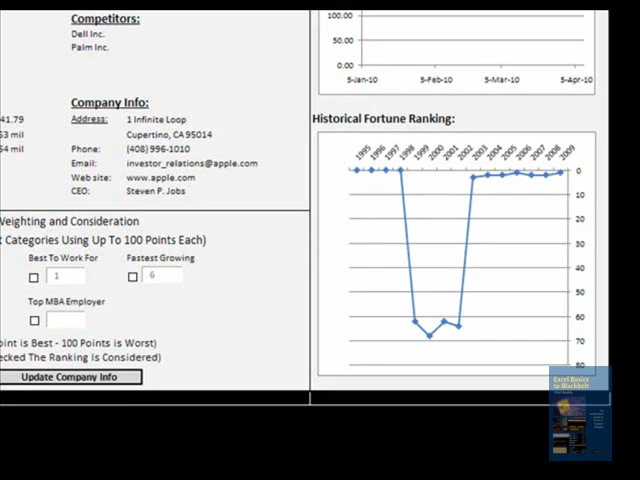 Competitors:
Dell Inc.
Palm Inc.
Company Info:
41.79
Address:
1 Infinite Loop
53 mil
Cupertino, CA 95014
54 mil
Phone:
(408) 996-1010
Email:
investor_relations@apple.com
Web site:
www.apple.com
CEO:
Steven P. Jobs
Weighting and Consideration
t Categories Using Up To 100 Points Each)
Best To Work For
Fastest Growing
1
6
Top MBA Employer
oint is Best - 100 Points is Worst)
ecked The Ranking Is Considered)
Update Company Info
100.00
50.00
0.00
5-Jan-10
5-Feb-10
5-Mar-10
5-Apr-10
Historical Fortune Ranking:
1995
1996
1997
1998
1999
2000
2001
2002
2003
2004
2005
2006
2007
2008
2009
0
10
20
30
40
50
60
70
80
Excel Basics
to Blackbelt